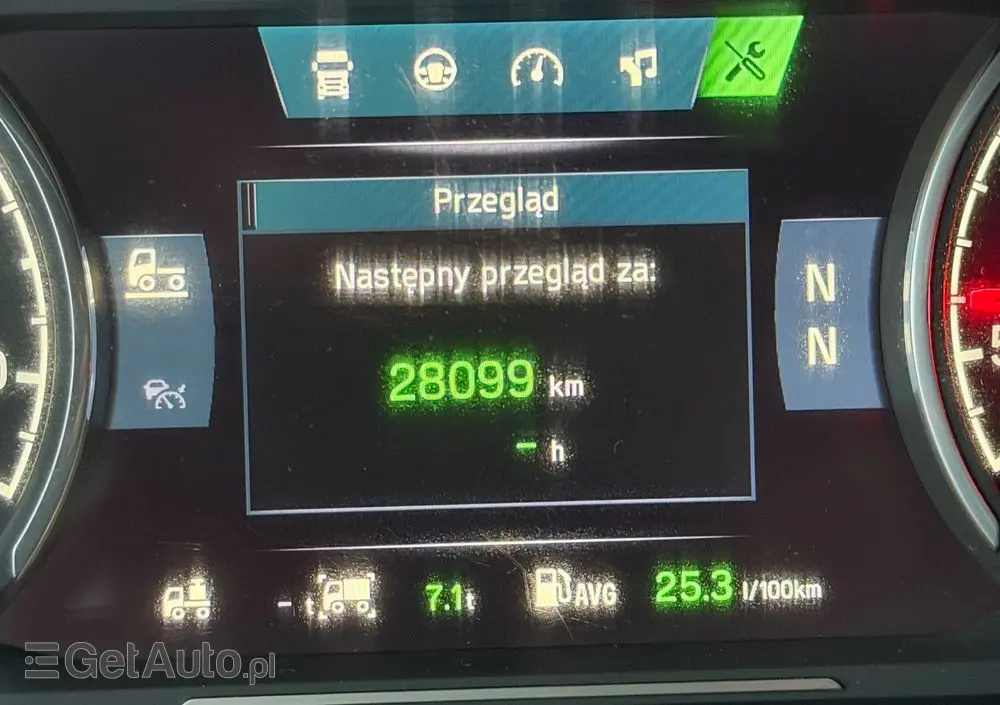 Przegląd
Następny przegląd za:
28099 km
- h
N
N
- t
7.1t
AVG
25.3 l/100km
GetAuto.pl